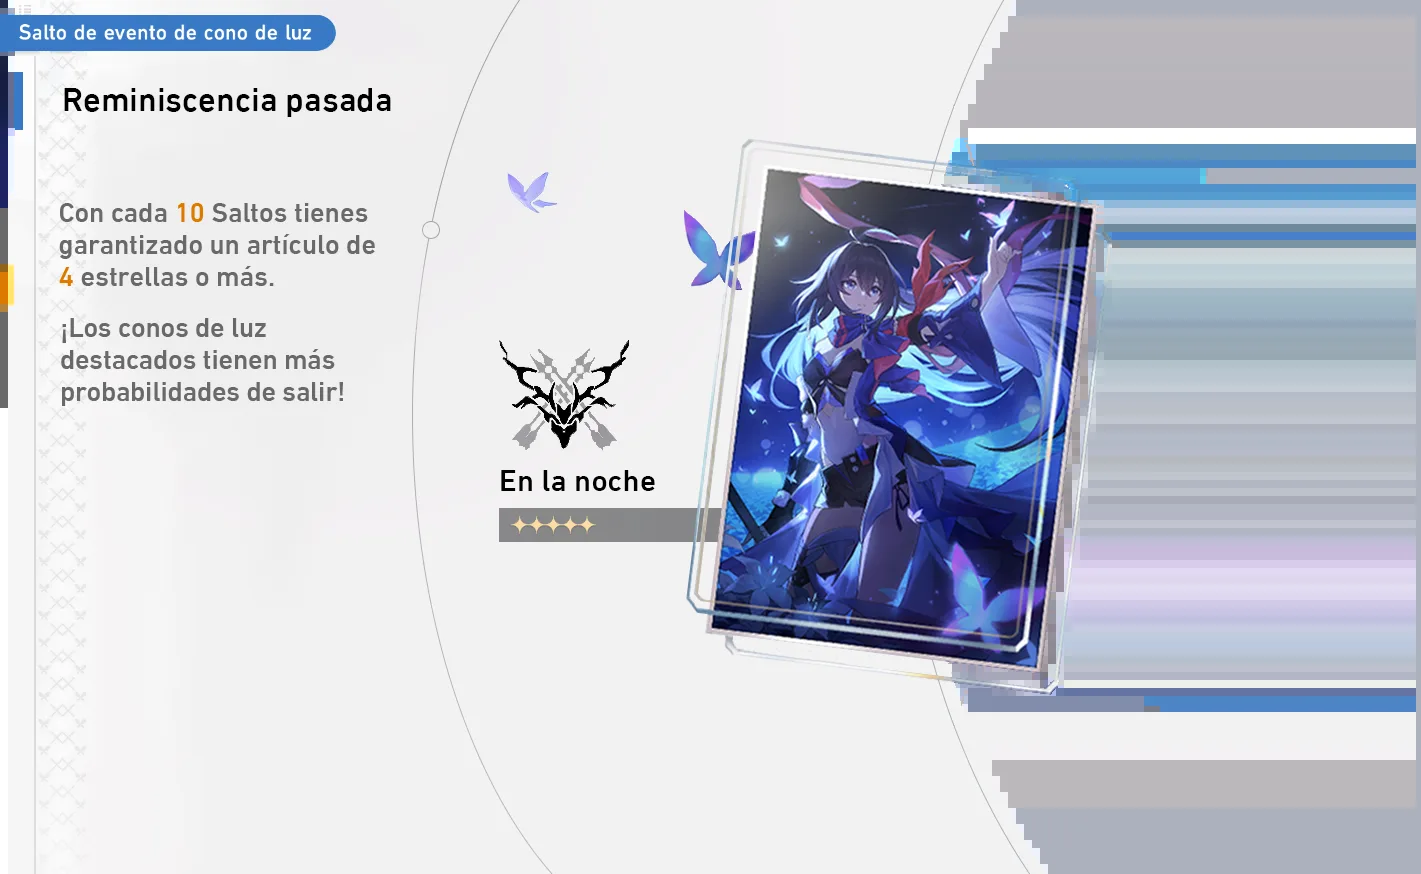 Salto de evento de cono de luz
Reminiscencia pasada
Con cada 10 Saltos tienes
garantizado un artículo de
4 estrellas o más.
¡Los conos de luz
destacados tienen más
probabilidades de salir!
En la noche